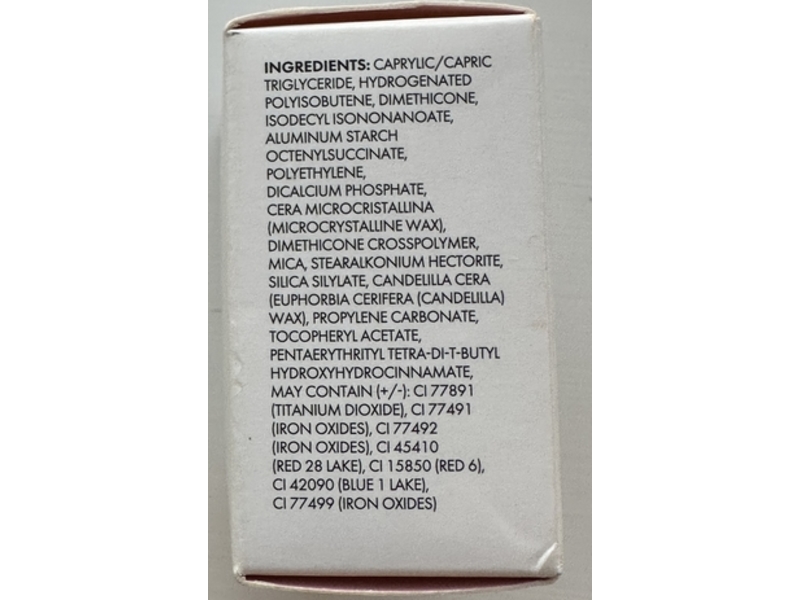 INGREDIENTS: CAPRYLIC/CAPRIC
TRIGLYCERIDE, HYDROGENATED
POLYISOBUTENE, DIMETHICONE,
ISODECYL ISONONANOATE,
ALUMINUM STARCH
OCTENYLSUCCINATE,
POLYETHYLENE,
DICALCIUM PHOSPHATE,
CERA MICROCRISTALLINA
(MICROCRYSTALLINE WAX),
DIMETHICONE CROSSPOLYMER,
MICA, STEARALKONIUM HECTORITE,
SILICA SILYLATE, CANDELILLA CERA
(EUPHORBIA CERIFERA (CANDELILLA)
WAX), PROPYLENE CARBONATE,
TOCOPHERYL ACETATE,
PENTAERYTHRITYL TETRA-DI-T-BUTYL
HYDROXYHYDROCINNAMATE,
MAY CONTAIN (+/-): CI 77891
(TITANIUM DIOXIDE), CI 77491
(IRON OXIDES), CI 77492
(IRON OXIDES), CI 45410
(RED 28 LAKE), CI 15850 (RED 6),
CI 42090 (BLUE 1 LAKE),
CI 77499 (IRON OXIDES)